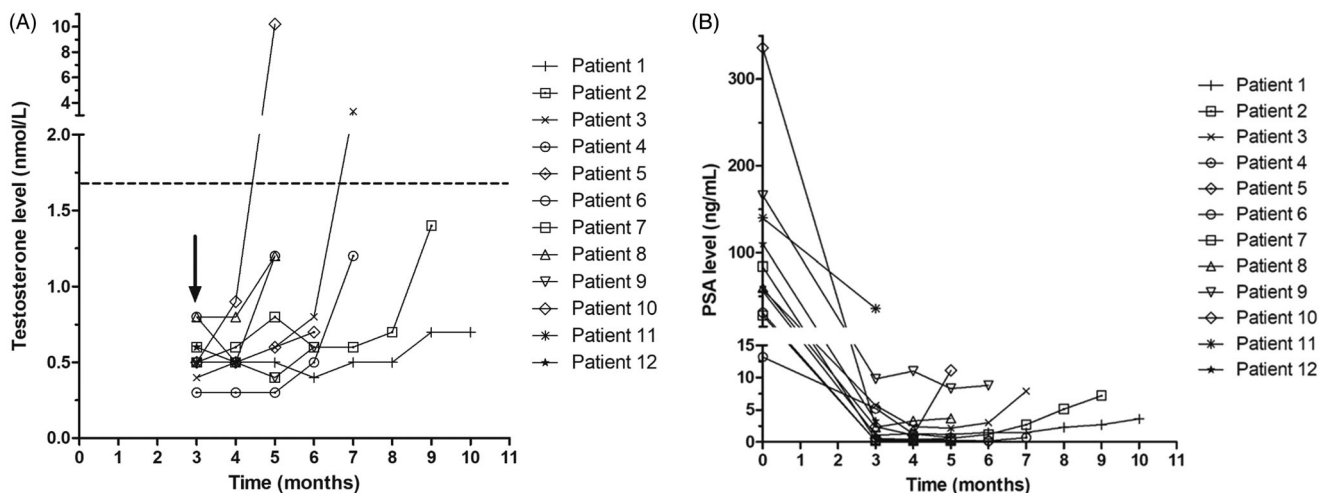 (A)
Testosterone level (nmol/L)
10
8
6
4
2.0
1.5
1.0
0.5
0.0
0 1 2 3 4 5 6 7 8 9 10 11
Time (months)
Patient 1
Patient 2
Patient 3
Patient 4
Patient 5
Patient 6
Patient 7
Patient 8
Patient 9
Patient 10
Patient 11
Patient 12
(B)
PSA level (ng/mL)
300
200
100
15
10
5
0
0 1 2 3 4 5 6 7 8 9 10 11
Time (months)
Patient 1
Patient 2
Patient 3
Patient 4
Patient 5
Patient 6
Patient 7
Patient 8
Patient 9
Patient 10
Patient 11
Patient 12